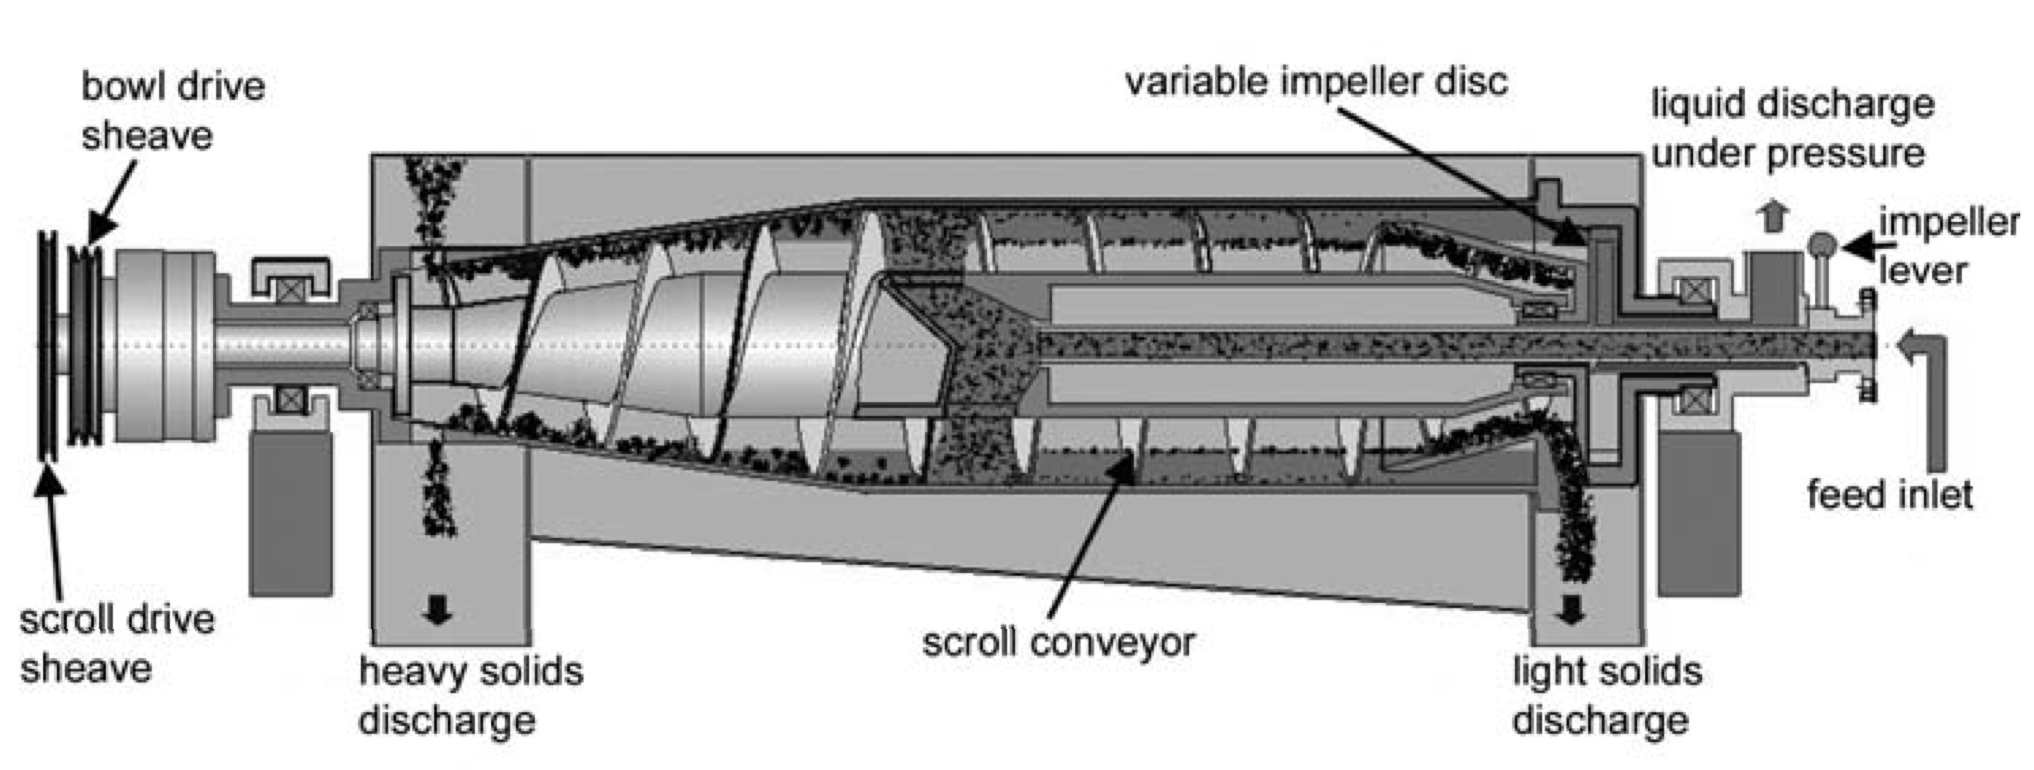 bowl drive
sheave
variable impeller disc
liquid discharge
under pressure
impeller
lever
feed inlet
scroll drive
sheave
scroll conveyor
heavy solids
discharge
light solids
discharge